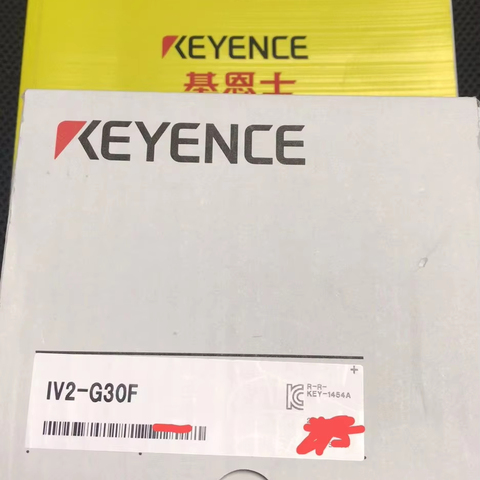 KEYENCE
基恩士
KEYENCE
IV2-G30F
R-R-
KEY-1454A